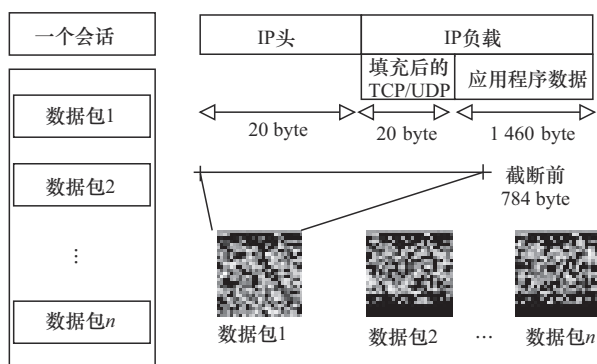 一个会话
数据包1
数据包2
⋮
数据包n
IP头
IP负载
填充后的
TCP/UDP
应用程序数据
20 byte
20 byte
1 460 byte
截断前
784 byte
数据包1
数据包2
…
数据包n